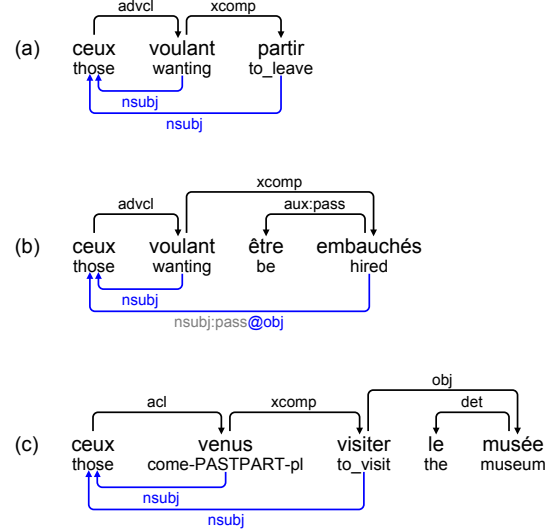 advcl xcomp
(a) ceux voulant partir
those wanting to_leave
nsubj
nsubj
xcomp
advcl aux:pass
(b) ceux voulant être embauchés
those wanting be hired
nsubj
nsubj:pass@obj
obj
acl xcomp det
(c) ceux venus visiter le musée
those come-PASTPART-pl to_visit the museum
nsubj
nsubj